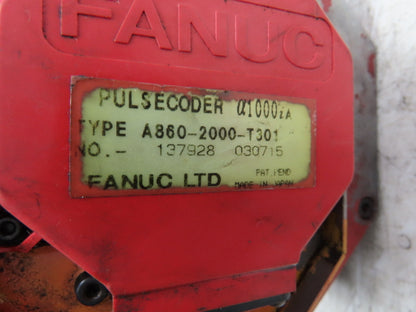 FANUC
PULSECODER α1000iA
TYPE A860-2000-T301
NO.- 137928 030715
PAT. PEND
FANUC LTD MADE IN JAPAN